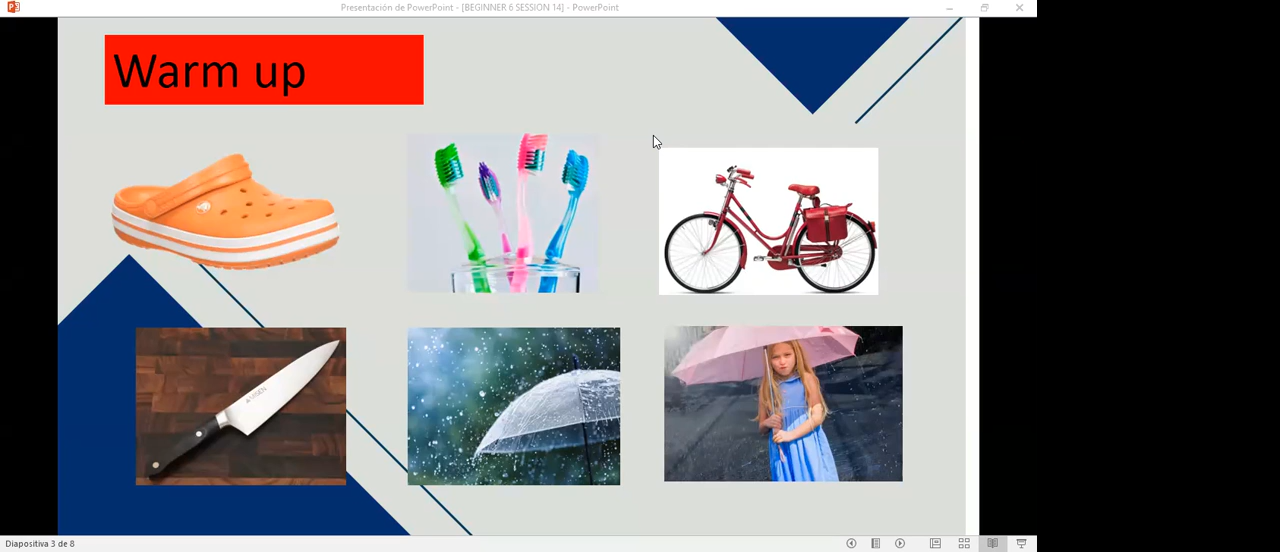 Presentación de PowerPoint - [BEGINNER 6 SESSION 14] - PowerPoint
Warm up
Diapositiva 3 de 8